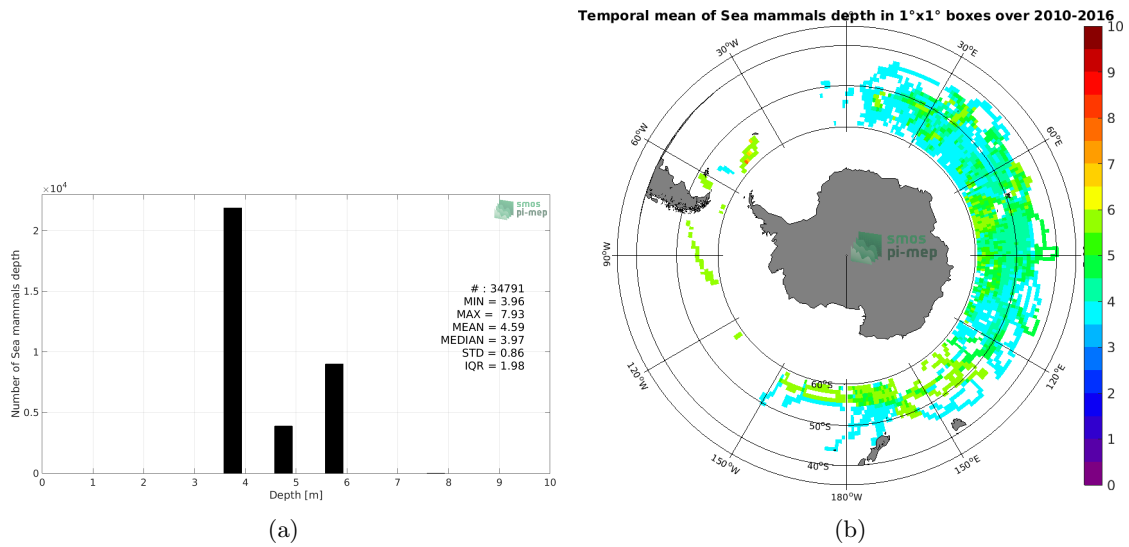 ×10⁴
2
1.5
1
0.5
0
0 1 2 3 4 5 6 7 8 9 10
Number of Sea mammals depth
Depth [m]
smos
pi-mep
# : 34791
MIN = 3.96
MAX = 7.93
MEAN = 4.59
MEDIAN = 3.97
STD = 0.86
IQR = 1.98
(a)
Temporal mean of Sea mammals depth in 1°x1° boxes over 2010-2016
30°W
30°E
60°W
60°E
90°W
120°W
120°E
150°W
150°E
180°W
60°S
50°S
40°S
smos
pi-mep
10
9
8
7
6
5
4
3
2
1
0
(b)